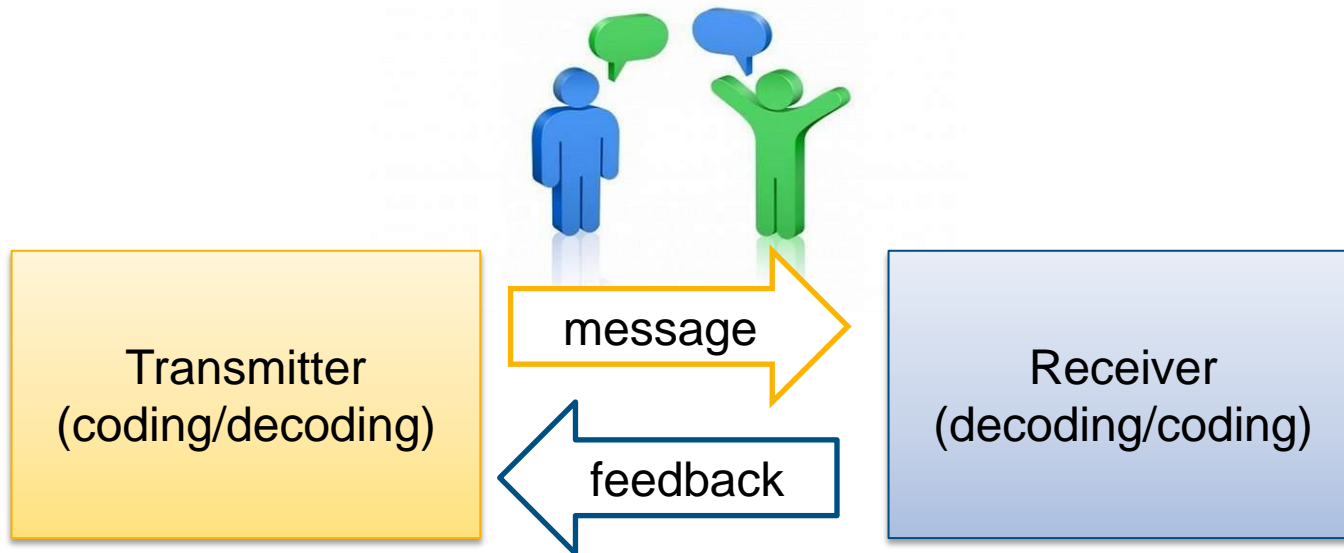 message
Transmitter
(coding/decoding)
Receiver
(decoding/coding)
feedback